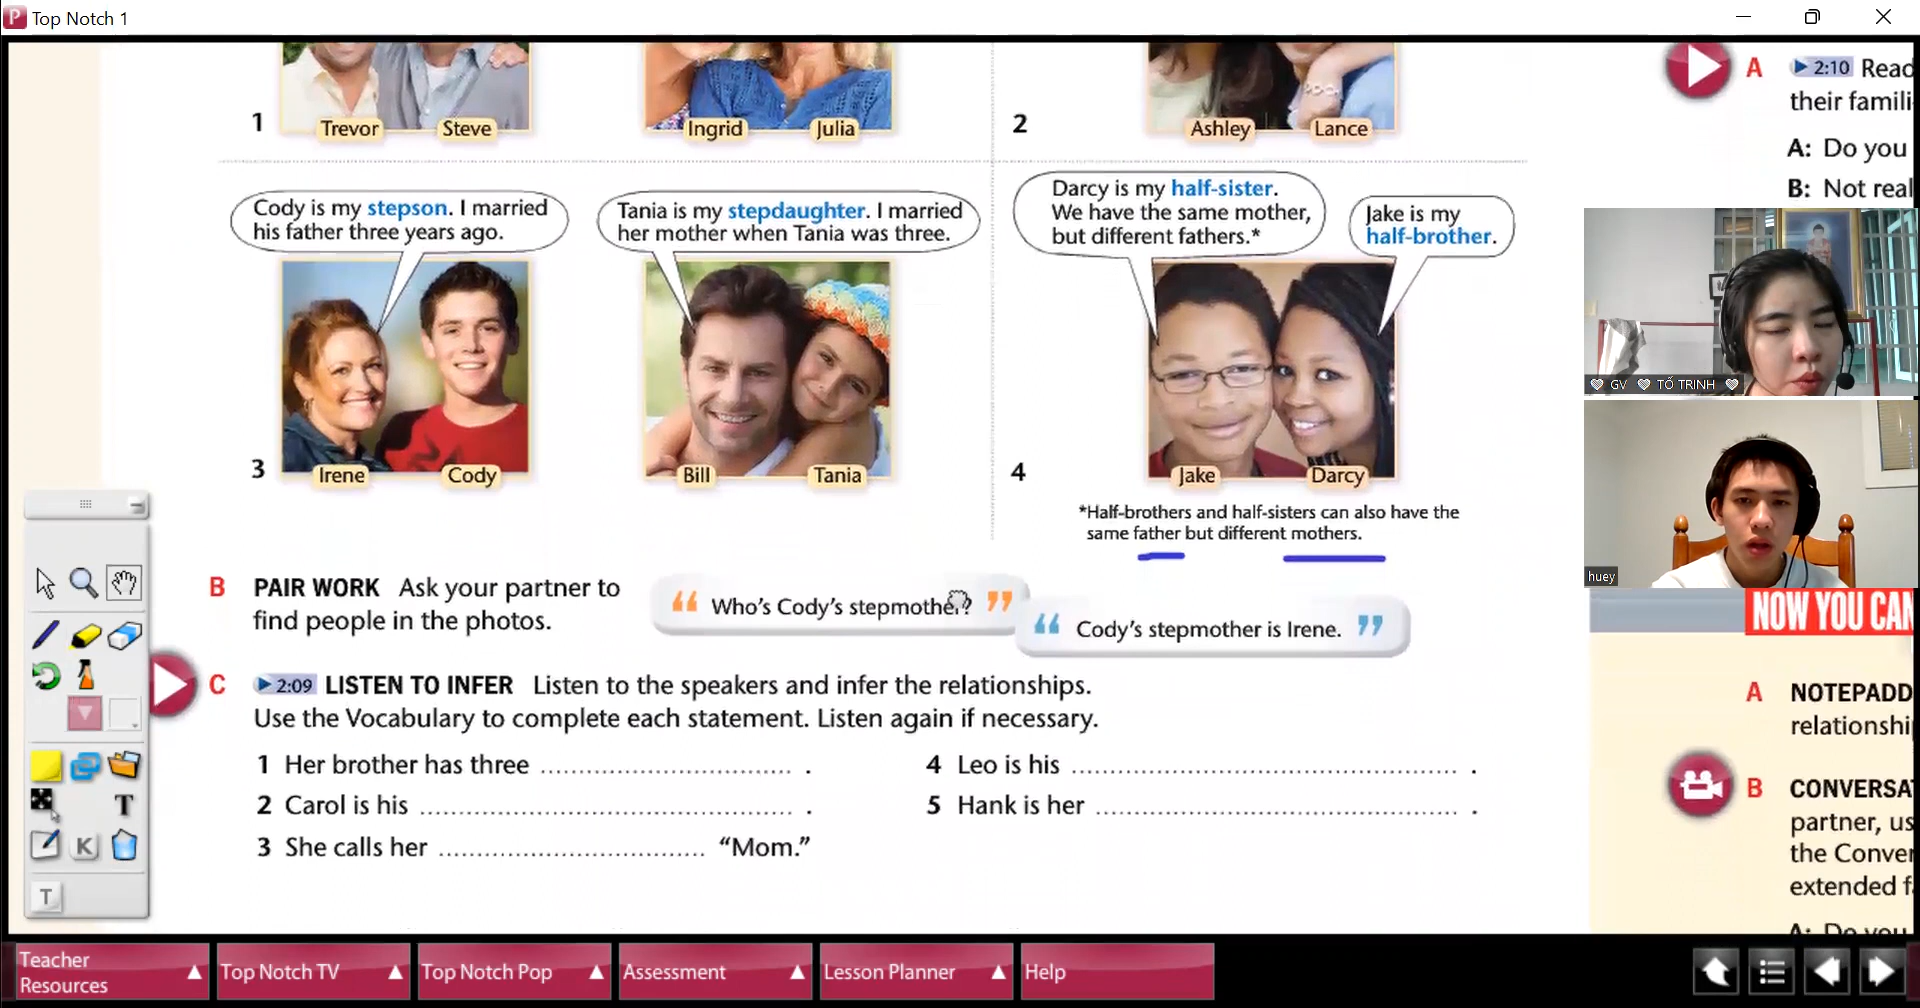 Top Notch 1
1
Trevor
Steve
Ingrid
Julia
2
Ashley
Lance
Cody is my stepson. I married
his father three years ago.
Tania is my stepdaughter. I married
her mother when Tania was three.
Darcy is my half-sister.
We have the same mother,
but different fathers.*
Jake is my
half-brother.
3
Irene
Cody
Bill
Tania
4
Jake
Darcy
*Half-brothers and half-sisters can also have the
same father but different mothers.
B PAIR WORK Ask your partner to
find people in the photos.
“ Who's Cody's stepmother? ”
“ Cody's stepmother is Irene. ”
C 2:09 LISTEN TO INFER Listen to the speakers and infer the relationships.
Use the Vocabulary to complete each statement. Listen again if necessary.
1 Her brother has three .
2 Carol is his .
3 She calls her “Mom.”
4 Leo is his .
5 Hank is her .
A 2:10 Read
their famili
A: Do you
B: Not real
GV TỐ TRINH
huey
NOW YOU CAN
A NOTEPADD
relationshi
B CONVERSA
partner, us
the Conver
extended f
A: Do you
T
K
T
Teacher
Resources
Top Notch TV
Top Notch Pop
Assessment
Lesson Planner
Help